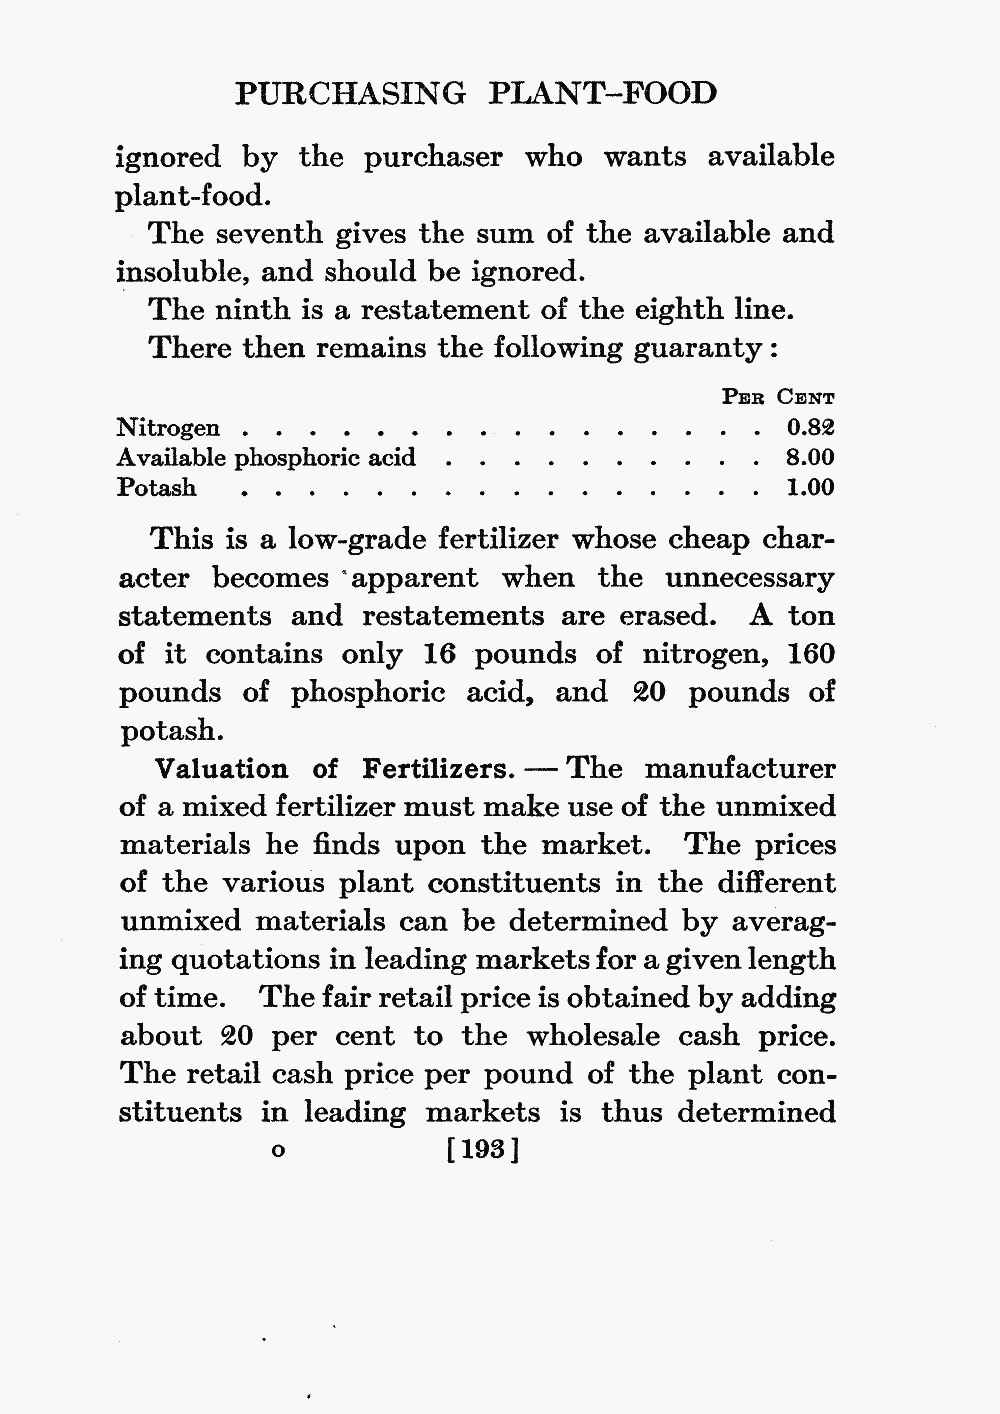 PURCHASING PLANT-FOOD
ignored by the purchaser who wants available
plant-food.
The seventh gives the sum of the available and
insoluble, and should be ignored.
The ninth is a restatement of the eighth line.
There then remains the following guaranty:
PER CENT
Nitrogen . . . . . . . . . . . . . . . . 0.82
Available phosphoric acid . . . . . . . . . . 8.00
Potash . . . . . . . . . . . . . . . . 1.00
This is a low-grade fertilizer whose cheap char-
acter becomes apparent when the unnecessary
statements and restatements are erased. A ton
of it contains only 16 pounds of nitrogen, 160
pounds of phosphoric acid, and 20 pounds of
potash.
Valuation of Fertilizers. — The manufacturer
of a mixed fertilizer must make use of the unmixed
materials he finds upon the market. The prices
of the various plant constituents in the different
unmixed materials can be determined by averag-
ing quotations in leading markets for a given length
of time. The fair retail price is obtained by adding
about 20 per cent to the wholesale cash price.
The retail cash price per pound of the plant con-
stituents in leading markets is thus determined
o [193]